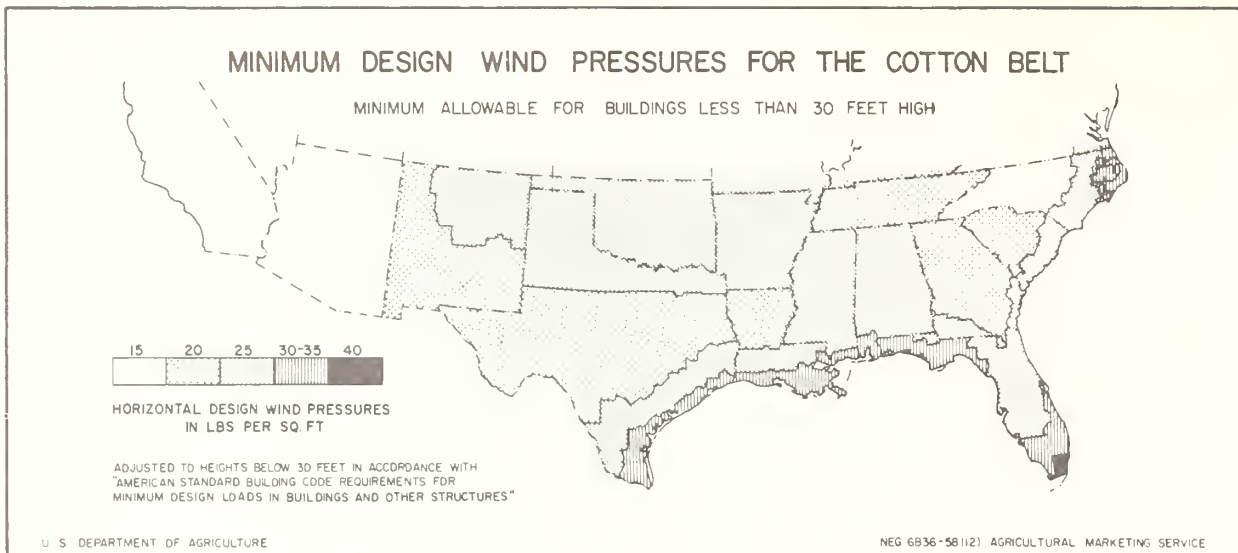 MINIMUM DESIGN WIND PRESSURES FOR THE COTTON BELT
MINIMUM ALLOWABLE FOR BUILDINGS LESS THAN 30 FEET HIGH
15 20 25 30-35 40
HORIZONTAL DESIGN WIND PRESSURES
IN LBS PER SQ. FT
ADJUSTED TO HEIGHTS BELOW 30 FEET IN ACCORDANCE WITH
"AMERICAN STANDARD BUILDING CODE REQUIREMENTS FOR
MINIMUM DESIGN LOADS IN BUILDINGS AND OTHER STRUCTURES"
U S DEPARTMENT OF AGRICULTURE
NEG 6836-58(12) AGRICULTURAL MARKETING SERVICE